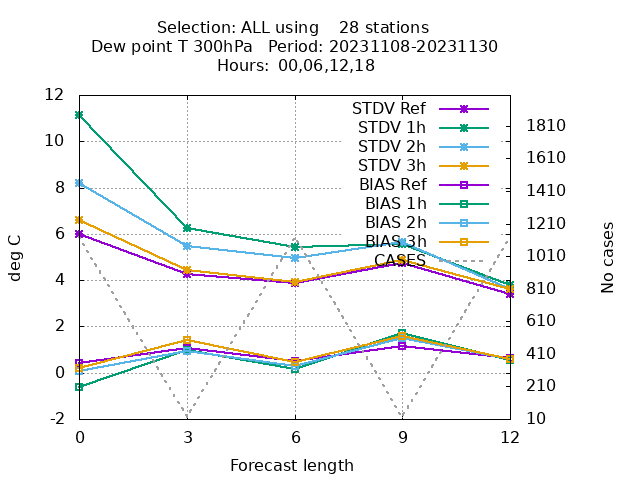 Selection: ALL using    28 stations
Dew point T 300hPa   Period: 20231108-20231130
Hours:  00,06,12,18
deg C
12
10
8
6
4
2
0
-2
STDV Ref
STDV 1h
STDV 2h
STDV 3h
BIAS Ref
BIAS 1h
BIAS 2h
BIAS 3h
CASES
1810
1610
1410
1210
1010
810
610
410
210
10
No cases
0 3 6 9 12
Forecast length